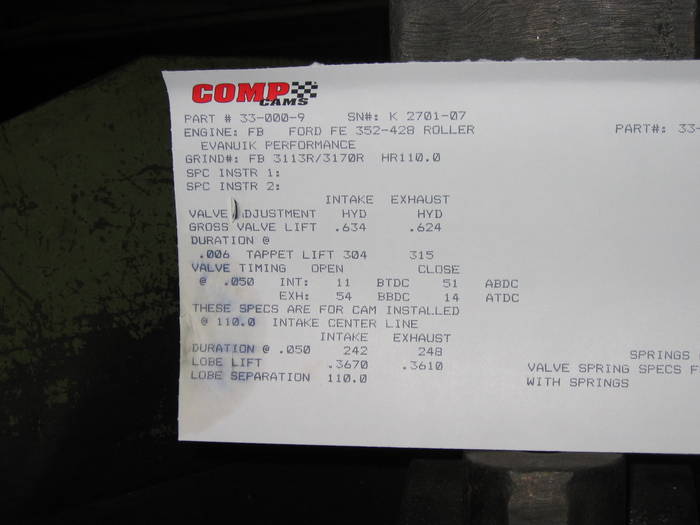 COMP
CAMS
PART # 33-000-9 SN#: K 2701-07
ENGINE: FB FORD FE 352-428 ROLLER PART#: 33-
EVANUIK PERFORMANCE
GRIND#: FB 3113R/3170R HR110.0
SPC INSTR 1:
SPC INSTR 2:
INTAKE EXHAUST
VALVE ADJUSTMENT HYD HYD
GROSS VALVE LIFT .634 .624
DURATION @
.006 TAPPET LIFT 304 315
VALVE TIMING OPEN CLOSE
@ .050 INT: 11 BTDC 51 ABDC
EXH: 54 BBDC 14 ATDC
THESE SPECS ARE FOR CAM INSTALLED
@ 110.0 INTAKE CENTER LINE
INTAKE EXHAUST
DURATION @ .050 242 248 SPRINGS
LOBE LIFT .3670 .3610 VALVE SPRING SPECS F
LOBE SEPARATION 110.0 WITH SPRINGS